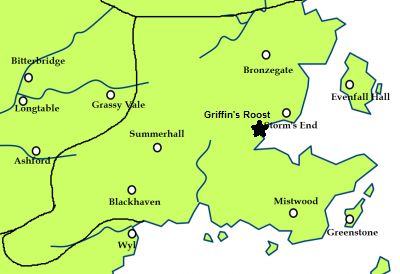 Bronzegate
Bitterbridge
Evenfall Hall
Longtable
Grassy Vale
Griffin's Roost
Storm's End
Summerhall
Ashford
Blackhaven
Mistwood
Greenstone
Wyl